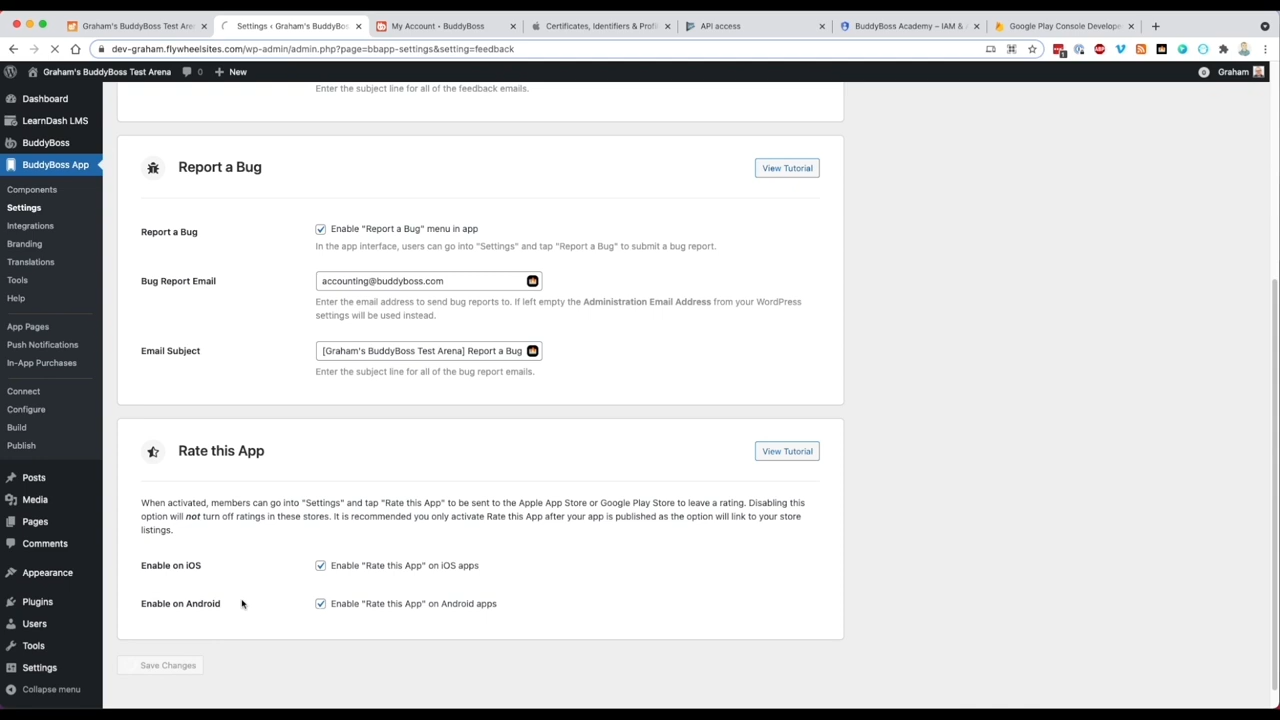 Graham's BuddyBoss Test Aren
Settings < Graham's BuddyBos
My Account - BuddyBoss
Certificates, Identifiers & Profi
API access
BuddyBoss Academy – IAM &
Google Play Console Develope
dev-graham.flywheelsites.com/wp-admin/admin.php?page=bbapp-settings&setting=feedback
Graham's BuddyBoss Test Arena
0
New
Graham
Dashboard
LearnDash LMS
BuddyBoss
BuddyBoss App
Components
Settings
Integrations
Branding
Translations
Tools
Help
App Pages
Push Notifications
In-App Purchases
Connect
Configure
Build
Publish
Posts
Media
Pages
Comments
Appearance
Plugins
Users
Tools
Settings
Collapse menu
Enter the subject line for all of the feedback emails.
Report a Bug
View Tutorial
Report a Bug
Enable "Report a Bug" menu in app
In the app interface, users can go into "Settings" and tap "Report a Bug" to submit a bug report.
Bug Report Email
accounting@buddyboss.com
Enter the email address to send bug reports to. If left empty the Administration Email Address from your WordPress
settings will be used instead.
Email Subject
[Graham's BuddyBoss Test Arena] Report a Bug
Enter the subject line for all of the bug report emails.
Rate this App
View Tutorial
When activated, members can go into "Settings" and tap "Rate this App" to be sent to the Apple App Store or Google Play Store to leave a rating. Disabling this
option will not turn off ratings in these stores. It is recommended you only activate Rate this App after your app is published as the option will link to your store
listings.
Enable on iOS
Enable "Rate this App" on iOS apps
Enable on Android
Enable "Rate this App" on Android apps
Save Changes